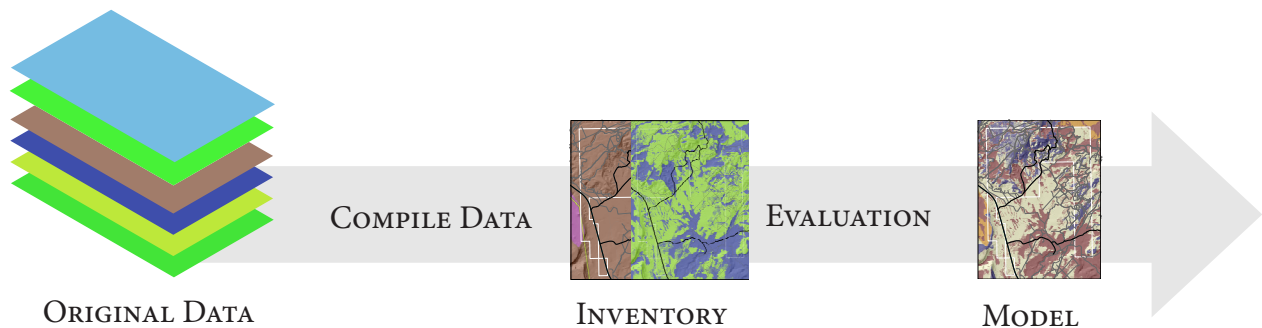 Compile Data
Evaluation
Original Data
Inventory
Model